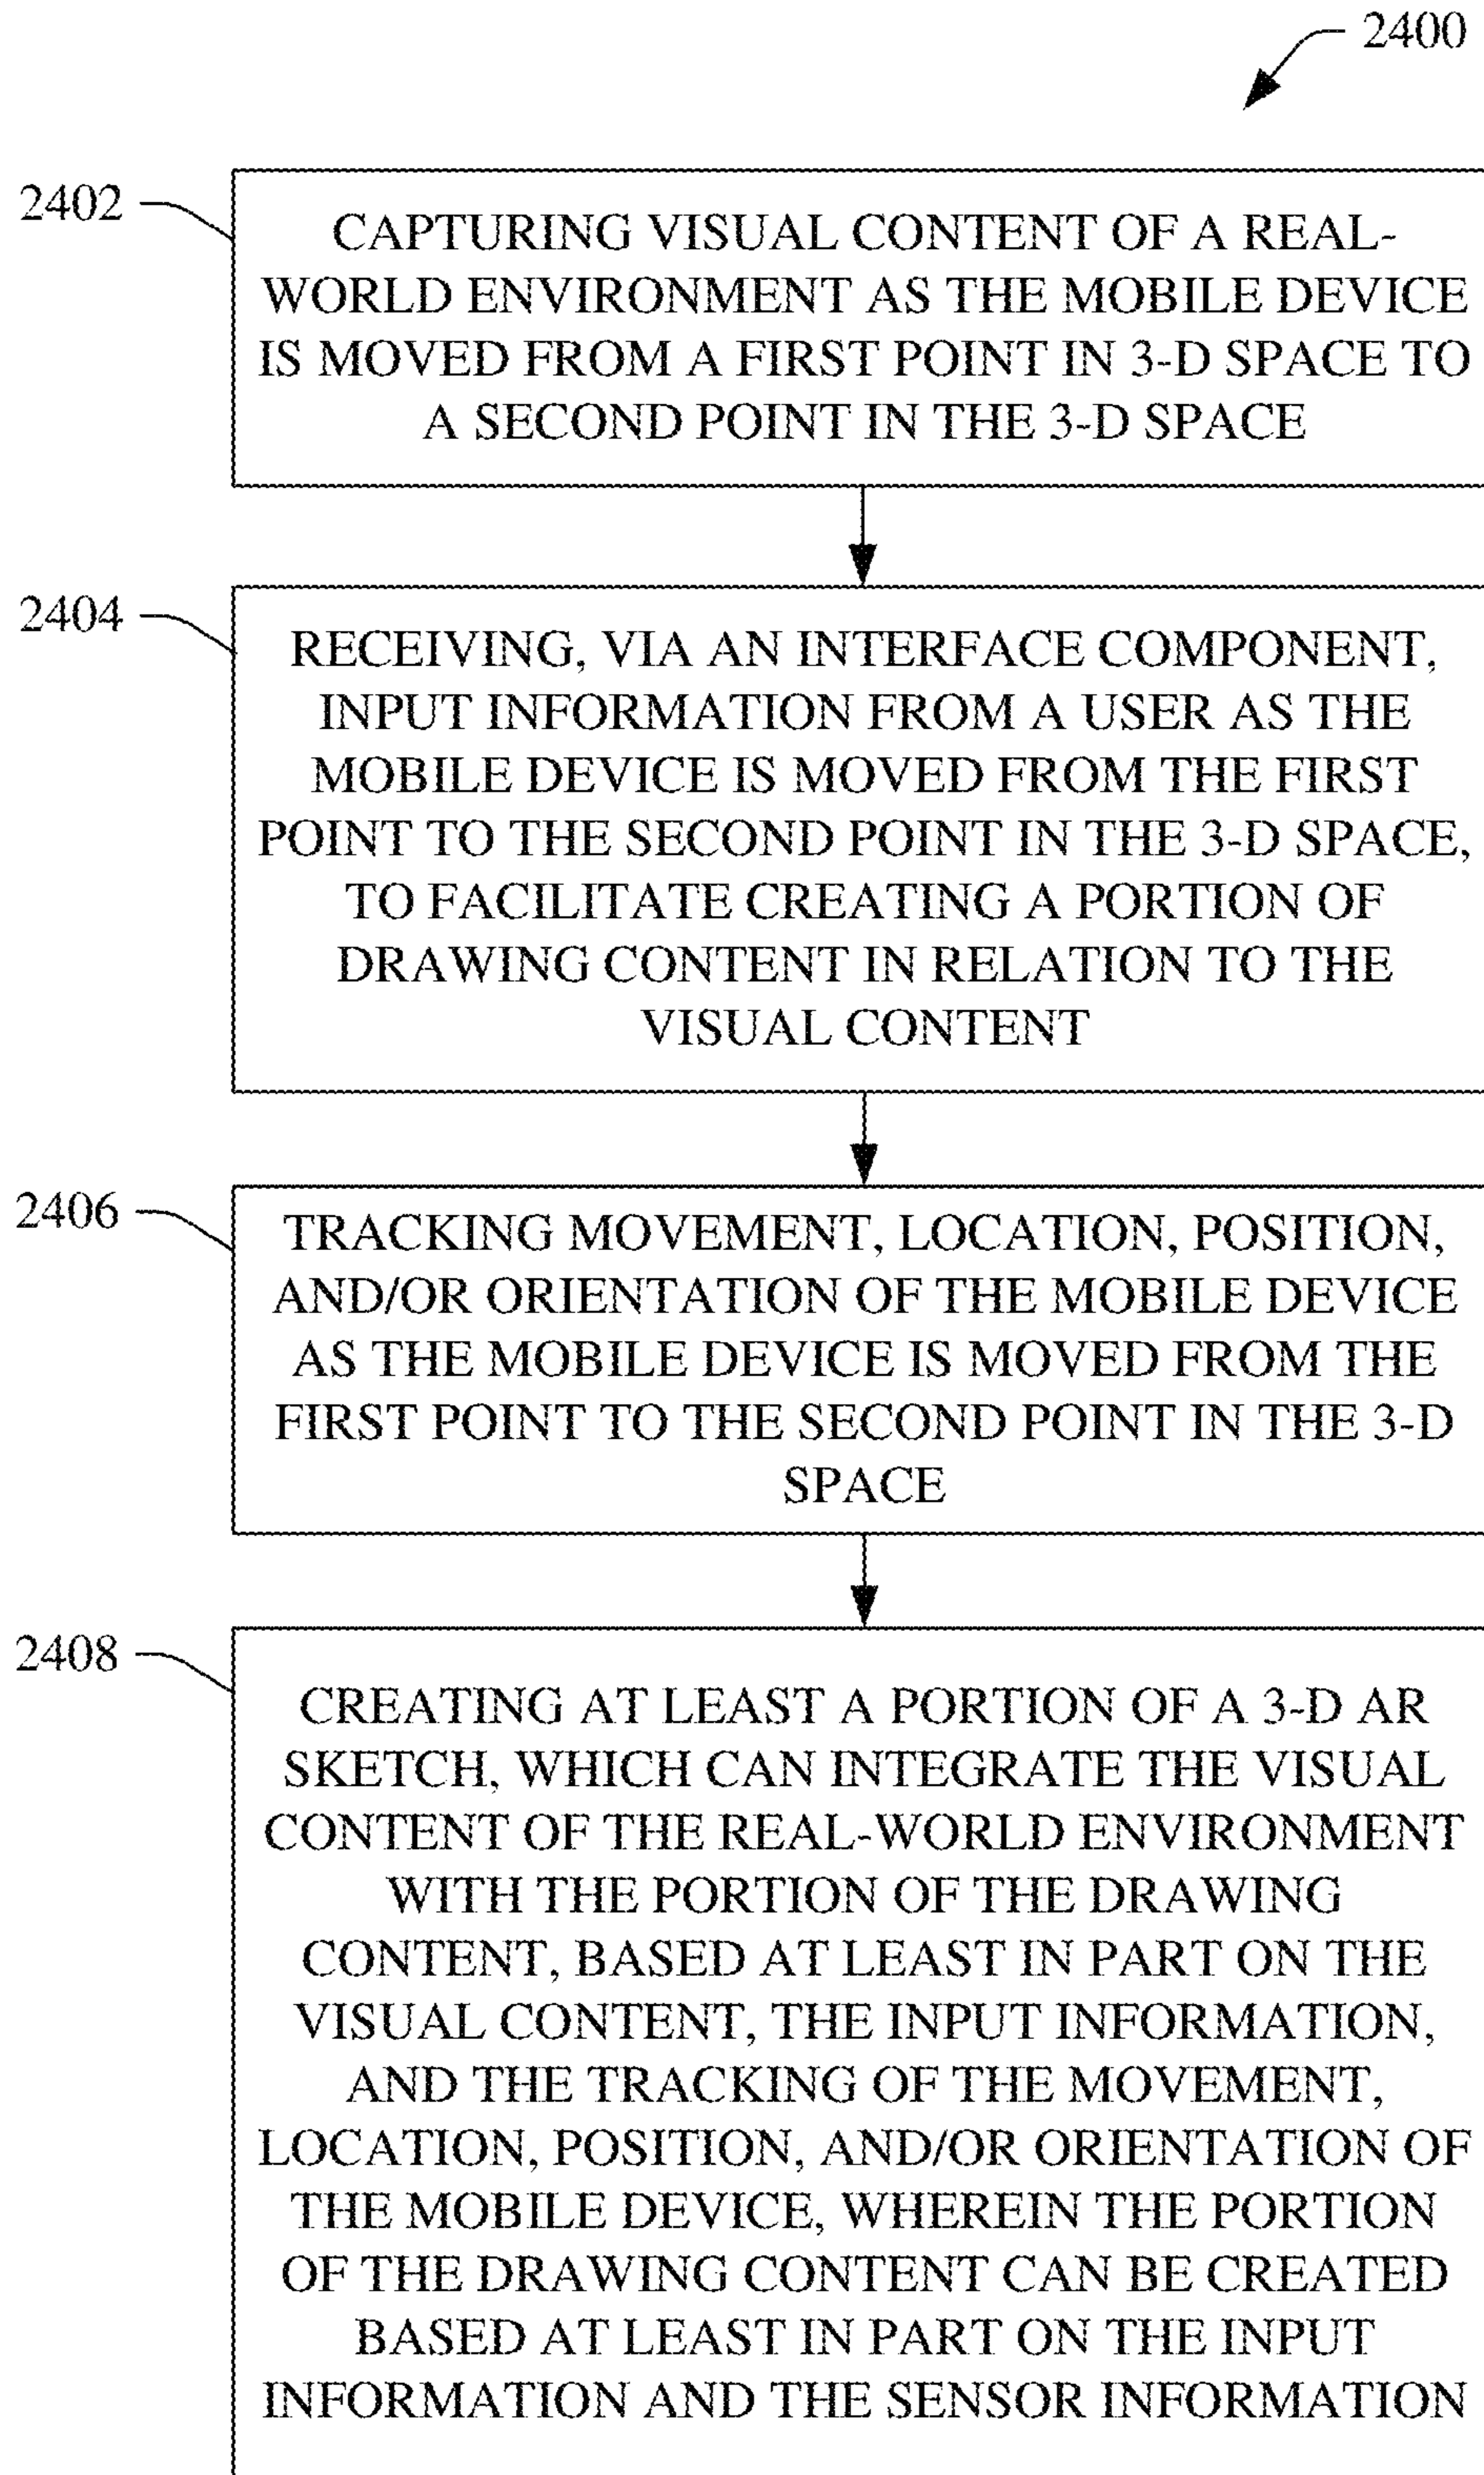 2400
2402
CAPTURING VISUAL CONTENT OF A REAL-
WORLD ENVIRONMENT AS THE MOBILE DEVICE
IS MOVED FROM A FIRST POINT IN 3-D SPACE TO
A SECOND POINT IN THE 3-D SPACE
2404
RECEIVING, VIA AN INTERFACE COMPONENT,
INPUT INFORMATION FROM A USER AS THE
MOBILE DEVICE IS MOVED FROM THE FIRST
POINT TO THE SECOND POINT IN THE 3-D SPACE,
TO FACILITATE CREATING A PORTION OF
DRAWING CONTENT IN RELATION TO THE
VISUAL CONTENT
2406
TRACKING MOVEMENT, LOCATION, POSITION,
AND/OR ORIENTATION OF THE MOBILE DEVICE
AS THE MOBILE DEVICE IS MOVED FROM THE
FIRST POINT TO THE SECOND POINT IN THE 3-D
SPACE
2408
CREATING AT LEAST A PORTION OF A 3-D AR
SKETCH, WHICH CAN INTEGRATE THE VISUAL
CONTENT OF THE REAL-WORLD ENVIRONMENT
WITH THE PORTION OF THE DRAWING
CONTENT, BASED AT LEAST IN PART ON THE
VISUAL CONTENT, THE INPUT INFORMATION,
AND THE TRACKING OF THE MOVEMENT,
LOCATION, POSITION, AND/OR ORIENTATION OF
THE MOBILE DEVICE, WHEREIN THE PORTION
OF THE DRAWING CONTENT CAN BE CREATED
BASED AT LEAST IN PART ON THE INPUT
INFORMATION AND THE SENSOR INFORMATION